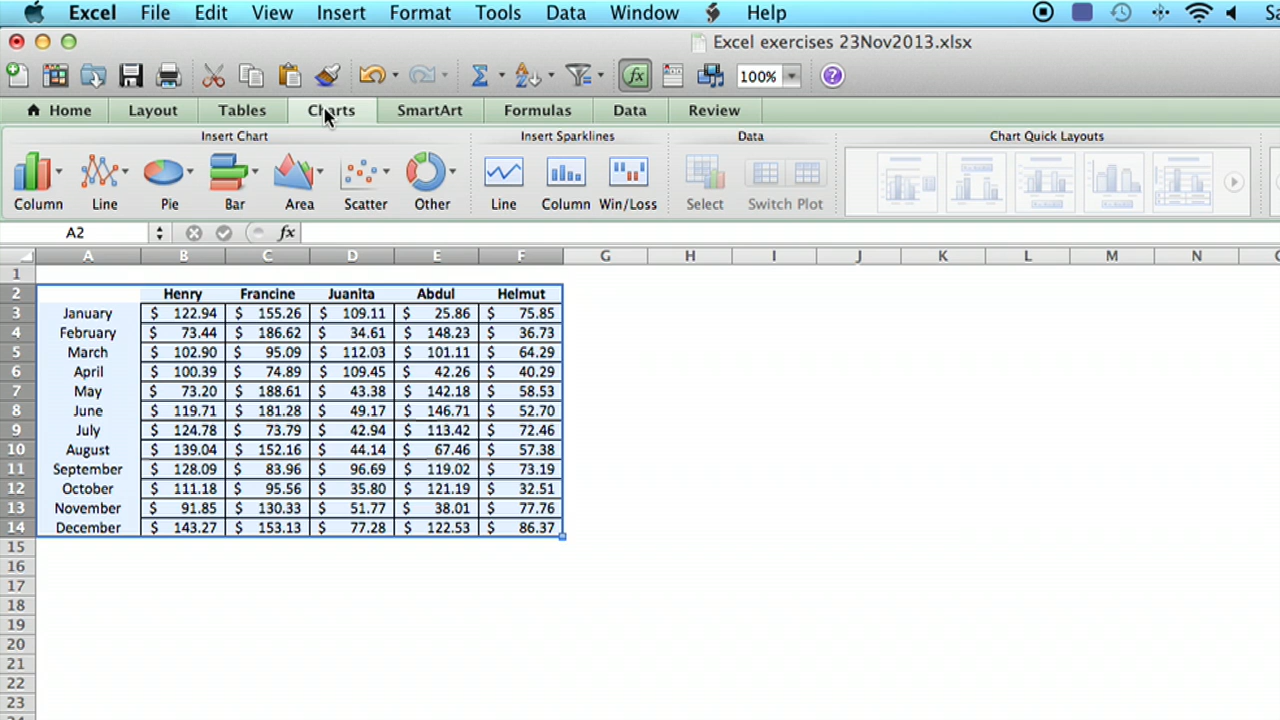 Excel File Edit View Insert Format Tools Data Window Help
Excel exercises 23Nov2013.xlsx
100%
Home Layout Tables Charts SmartArt Formulas Data Review
Insert Chart Insert Sparklines Data Chart Quick Layouts
Column Line Pie Bar Area Scatter Other Line Column Win/Loss Select Switch Plot
A2 fx
A B C D E F G H I J K L M N
1
2 Henry Francine Juanita Abdul Helmut
3 January $ 122.94 $ 155.26 $ 109.11 $ 25.86 $ 75.85
4 February $ 73.44 $ 186.62 $ 34.61 $ 148.23 $ 36.73
5 March $ 102.90 $ 95.09 $ 112.03 $ 101.11 $ 64.29
6 April $ 100.39 $ 74.89 $ 109.45 $ 42.26 $ 40.29
7 May $ 73.20 $ 188.61 $ 43.38 $ 142.18 $ 58.53
8 June $ 119.71 $ 181.28 $ 49.17 $ 146.71 $ 52.70
9 July $ 124.78 $ 73.79 $ 42.94 $ 113.42 $ 72.46
10 August $ 139.04 $ 152.16 $ 44.14 $ 67.46 $ 57.38
11 September $ 128.09 $ 83.96 $ 96.69 $ 119.02 $ 73.19
12 October $ 111.18 $ 95.56 $ 35.80 $ 121.19 $ 32.51
13 November $ 91.85 $ 130.33 $ 51.77 $ 38.01 $ 77.76
14 December $ 143.27 $ 153.13 $ 77.28 $ 122.53 $ 86.37
15
16
17
18
19
20
21
22
23